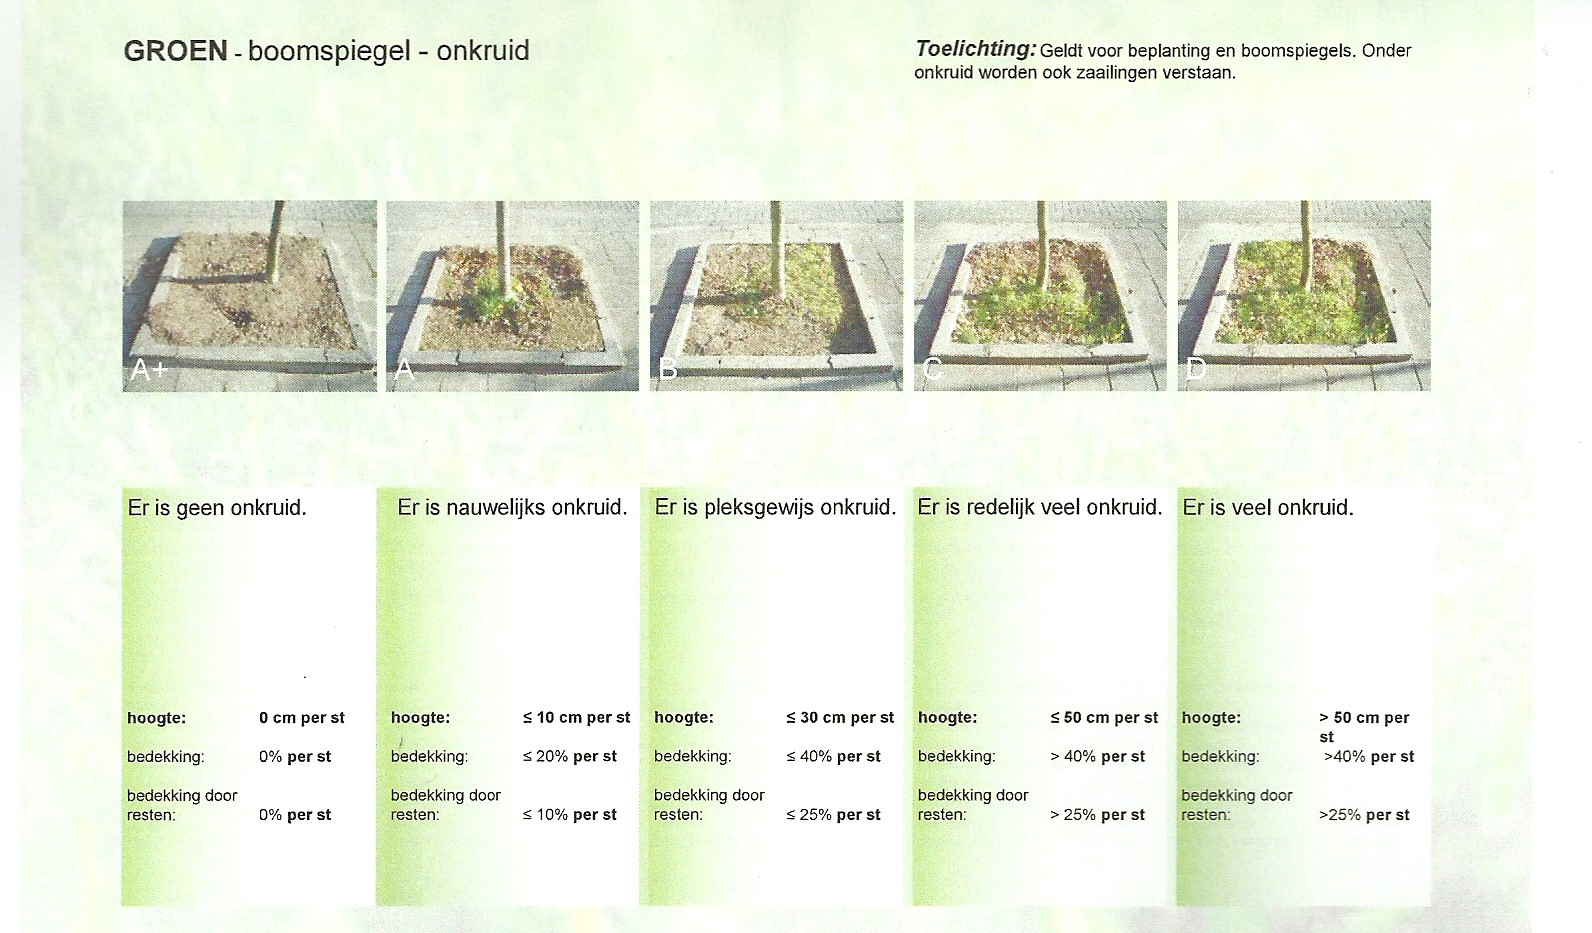 GROEN - boomspiegel - onkruid
Toelichting: Geldt voor beplanting en boomspiegels. Onder
onkruid worden ook zaailingen verstaan.
A+
A
B
C
D
Er is geen onkruid.
hoogte: 0 cm per st
bedekking: 0% per st
bedekking door
resten: 0% per st
Er is nauwelijks onkruid.
hoogte: ≤ 10 cm per st
bedekking: ≤ 20% per st
bedekking door
resten: ≤ 10% per st
Er is pleksgewijs onkruid.
hoogte: ≤ 30 cm per st
bedekking: ≤ 40% per st
bedekking door
resten: ≤ 25% per st
Er is redelijk veel onkruid.
hoogte: ≤ 50 cm per st
bedekking: > 40% per st
bedekking door
resten: > 25% per st
Er is veel onkruid.
hoogte: > 50 cm per
st
bedekking: >40% per st
bedekking door
resten: >25% per st